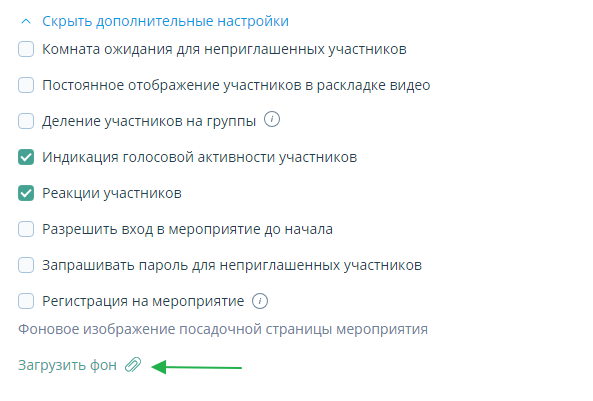 Скрыть дополнительные настройки
Комната ожидания для неприглашенных участников
Постоянное отображение участников в раскладке видео
Деление участников на группы i
Индикация голосовой активности участников
Реакции участников
Разрешить вход в мероприятие до начала
Запрашивать пароль для неприглашенных участников
Регистрация на мероприятие i
Фоновое изображение посадочной страницы мероприятия
Загрузить фон